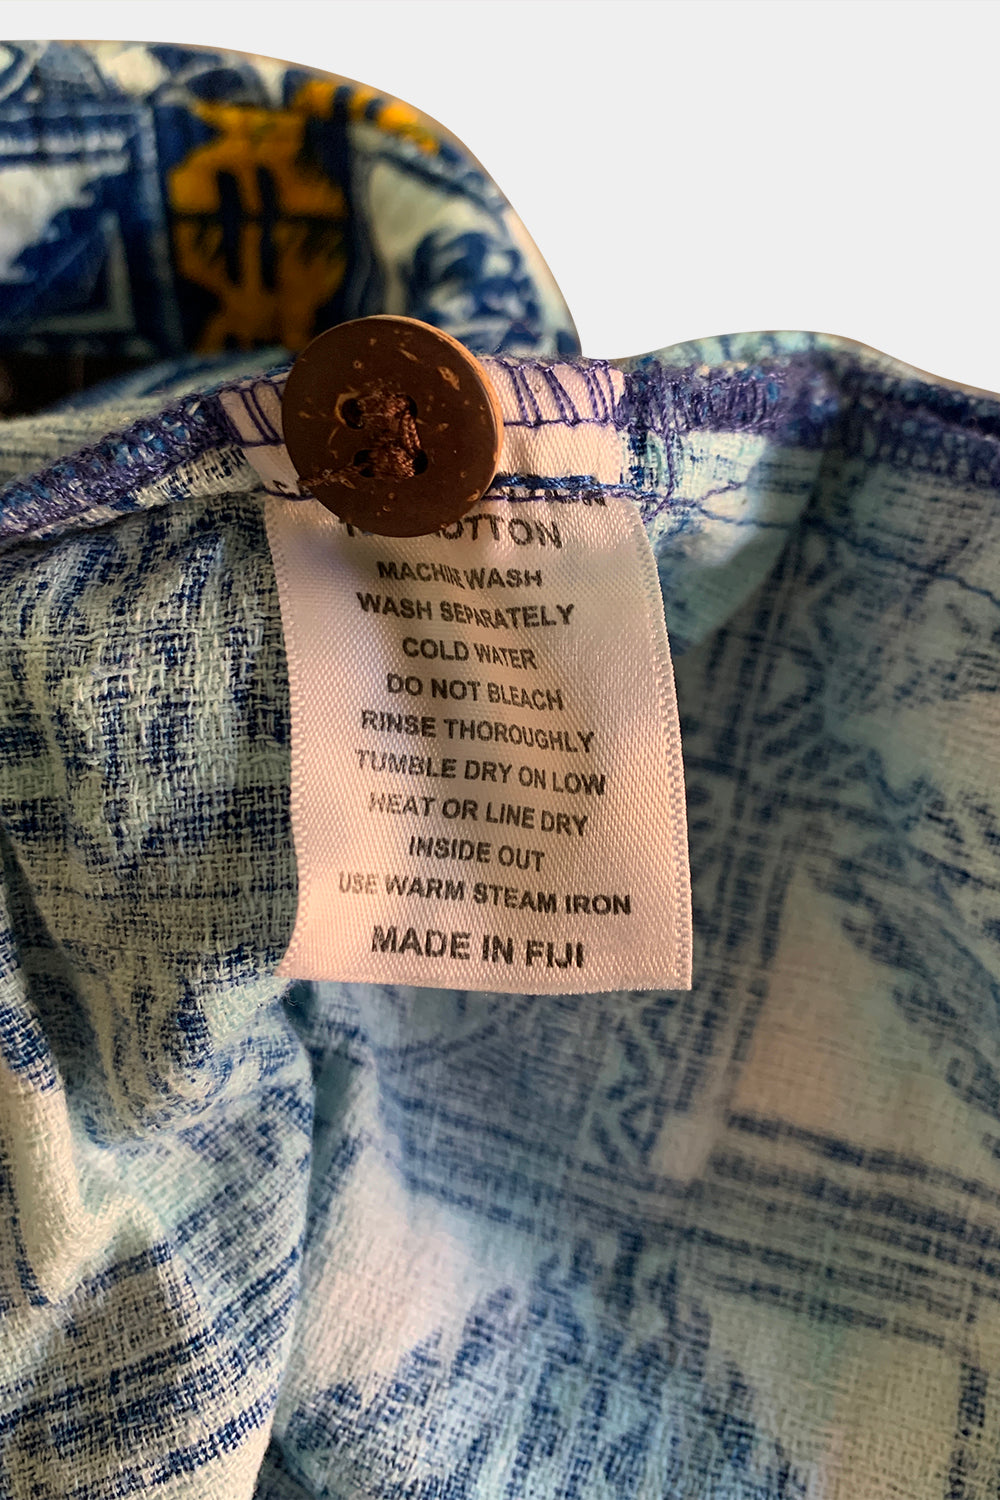 COTTON
MACHINE WASH
WASH SEPARATELY
COLD WATER
DO NOT BLEACH
RINSE THOROUGHLY
TUMBLE DRY ON LOW
HEAT OR LINE DRY
INSIDE OUT
USE WARM STEAM IRON
MADE IN FIJI